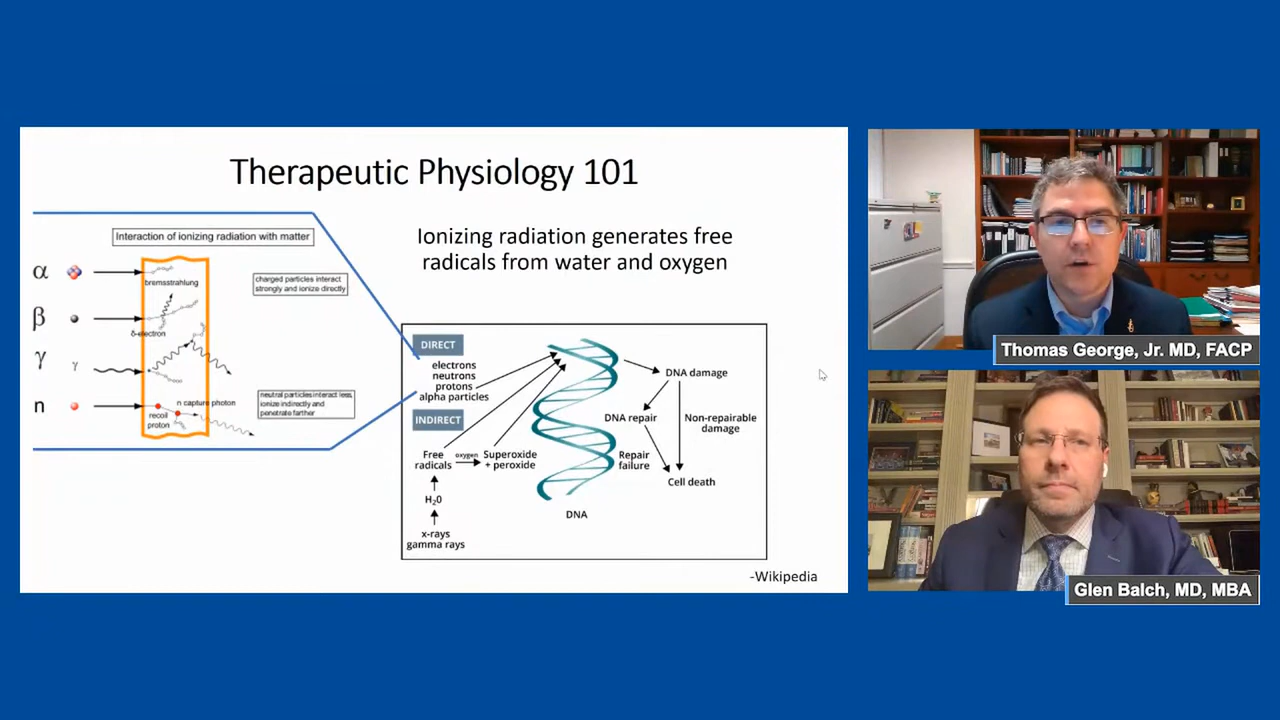 Therapeutic Physiology 101
Interaction of ionizing radiation with matter
α
bremsstrahlung
charged particles interact
strongly and ionize directly
β
δ-electron
γ
γ
n
n capture photon
recoil
proton
neutral particles interact less,
ionize indirectly and
penetrate farther
Ionizing radiation generates free
radicals from water and oxygen
DIRECT
electrons
neutrons
protons
alpha particles
INDIRECT
Free
radicals
oxygen
Superoxide
+ peroxide
H20
x-rays
gamma rays
DNA
DNA damage
DNA repair
Non-repairable
damage
Repair
failure
Cell death
-Wikipedia
Thomas George, Jr. MD, FACP
Glen Balch, MD, MBA